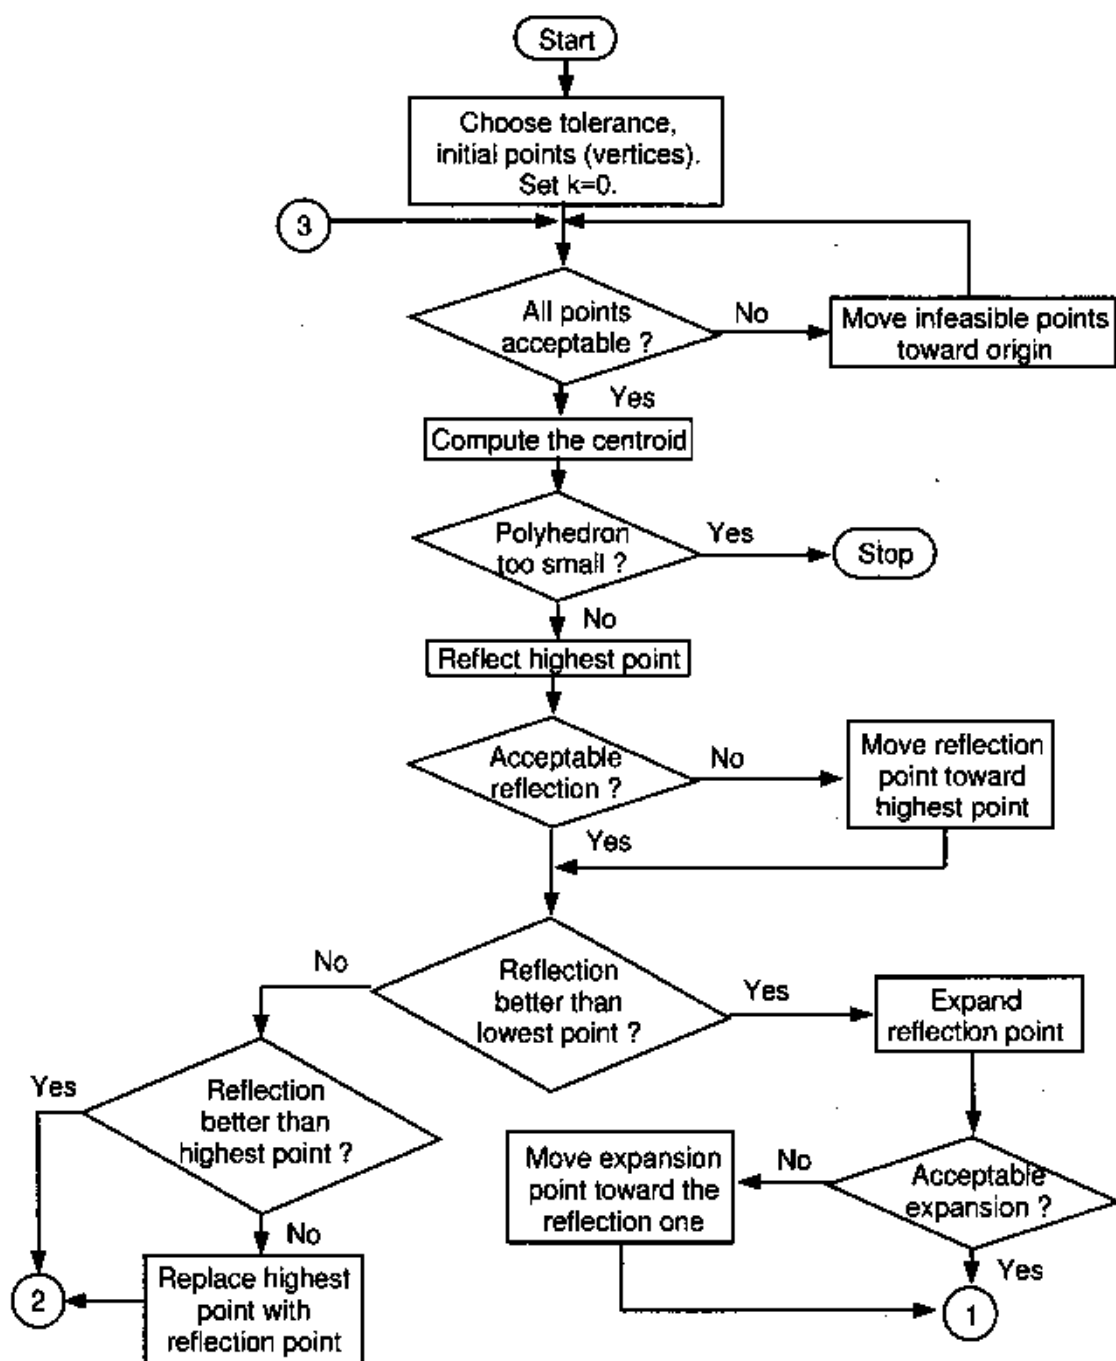 Start
Choose tolerance,
initial points (vertices).
Set k=0.
3
All points
acceptable ?
No
Move infeasible points
toward origin
Yes
Compute the centroid
Polyhedron
too small ?
Yes
Stop
No
Reflect highest point
Acceptable
reflection ?
No
Move reflection
point toward
highest point
Yes
No
Reflection
better than
lowest point ?
Yes
Expand
reflection point
Yes
Reflection
better than
highest point ?
Move expansion
point toward the
reflection one
No
Acceptable
expansion ?
No
Yes
2
Replace highest
point with
reflection point
1